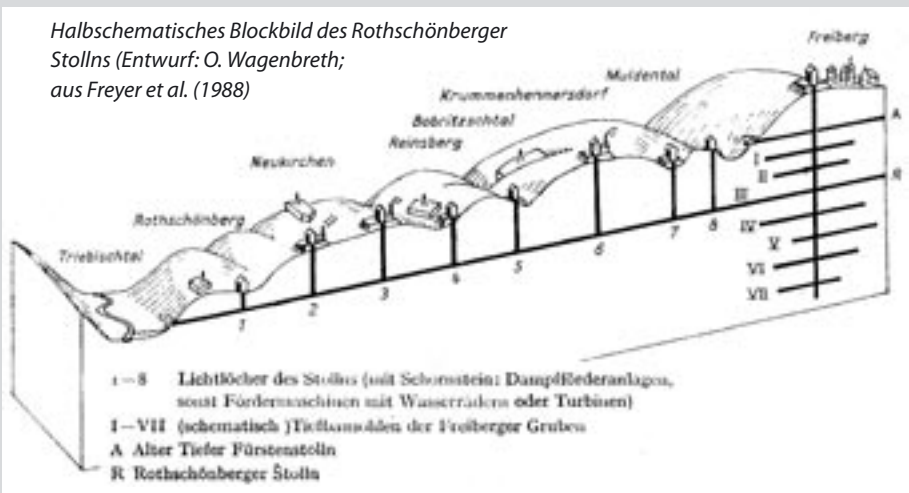 Halbschematisches Blockbild des Rothschönberger
Stollns (Entwurf: O. Wagenbreth;
aus Freyer et al. (1988)
Freiberg
Muldental
Krummenhennersdorf
Bobritzschtal
Reinsberg
Neukirchen
Rothschönberg
Triebischtal
A
I
II
R
III
IV
V
VI
VII
1
2
3
4
5
6
7
8
1–8 Lichtlöcher des Stollns (mit Schornstein: Dampfförderanlagen,
sonst Fördermaschinen mit Wasserrädern oder Turbinen)
I–VII (schematisch) Tiefbausohlen der Freiberger Gruben
A Alter Tiefer Fürstenstolln
R Rothschönberger Stolln